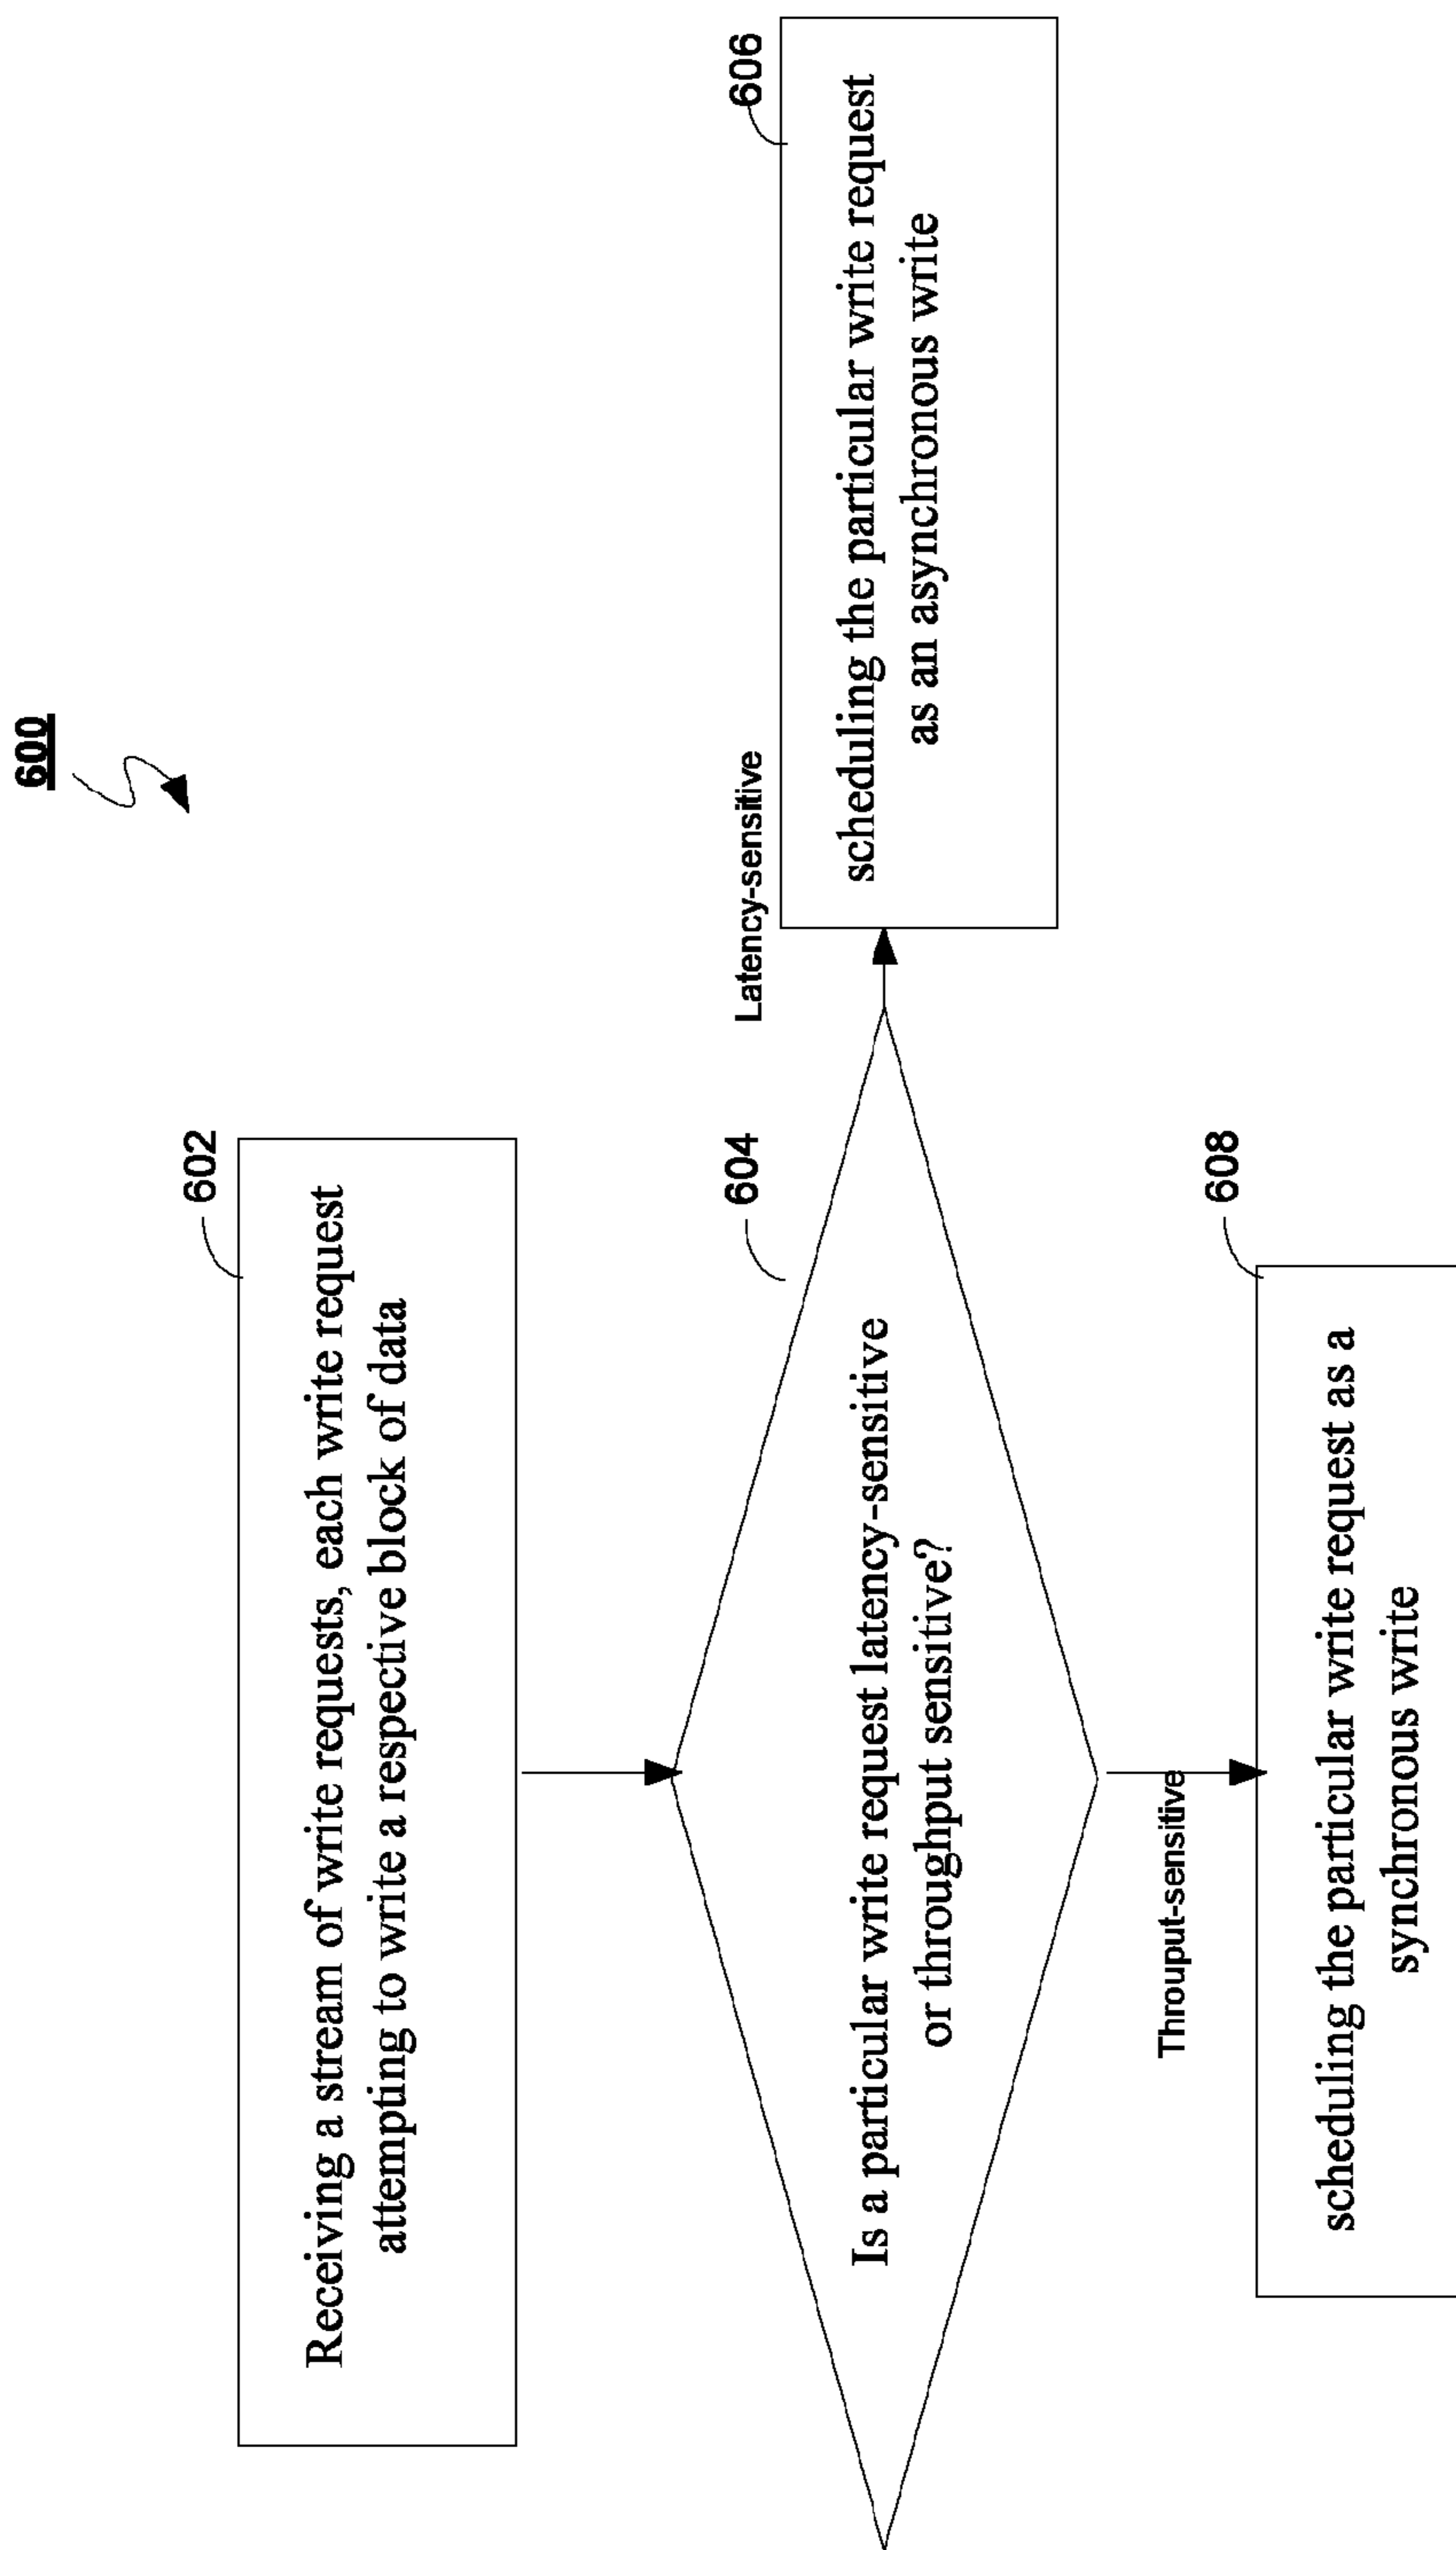 600
602
Receiving a stream of write requests, each write request
attempting to write a respective block of data
604
Is a particular write request latency-sensitive
or throughput sensitive?
Latency-sensitive
606
scheduling the particular write request
as an asynchronous write
Throuput-sensitive
608
scheduling the particular write request as a
synchronous write